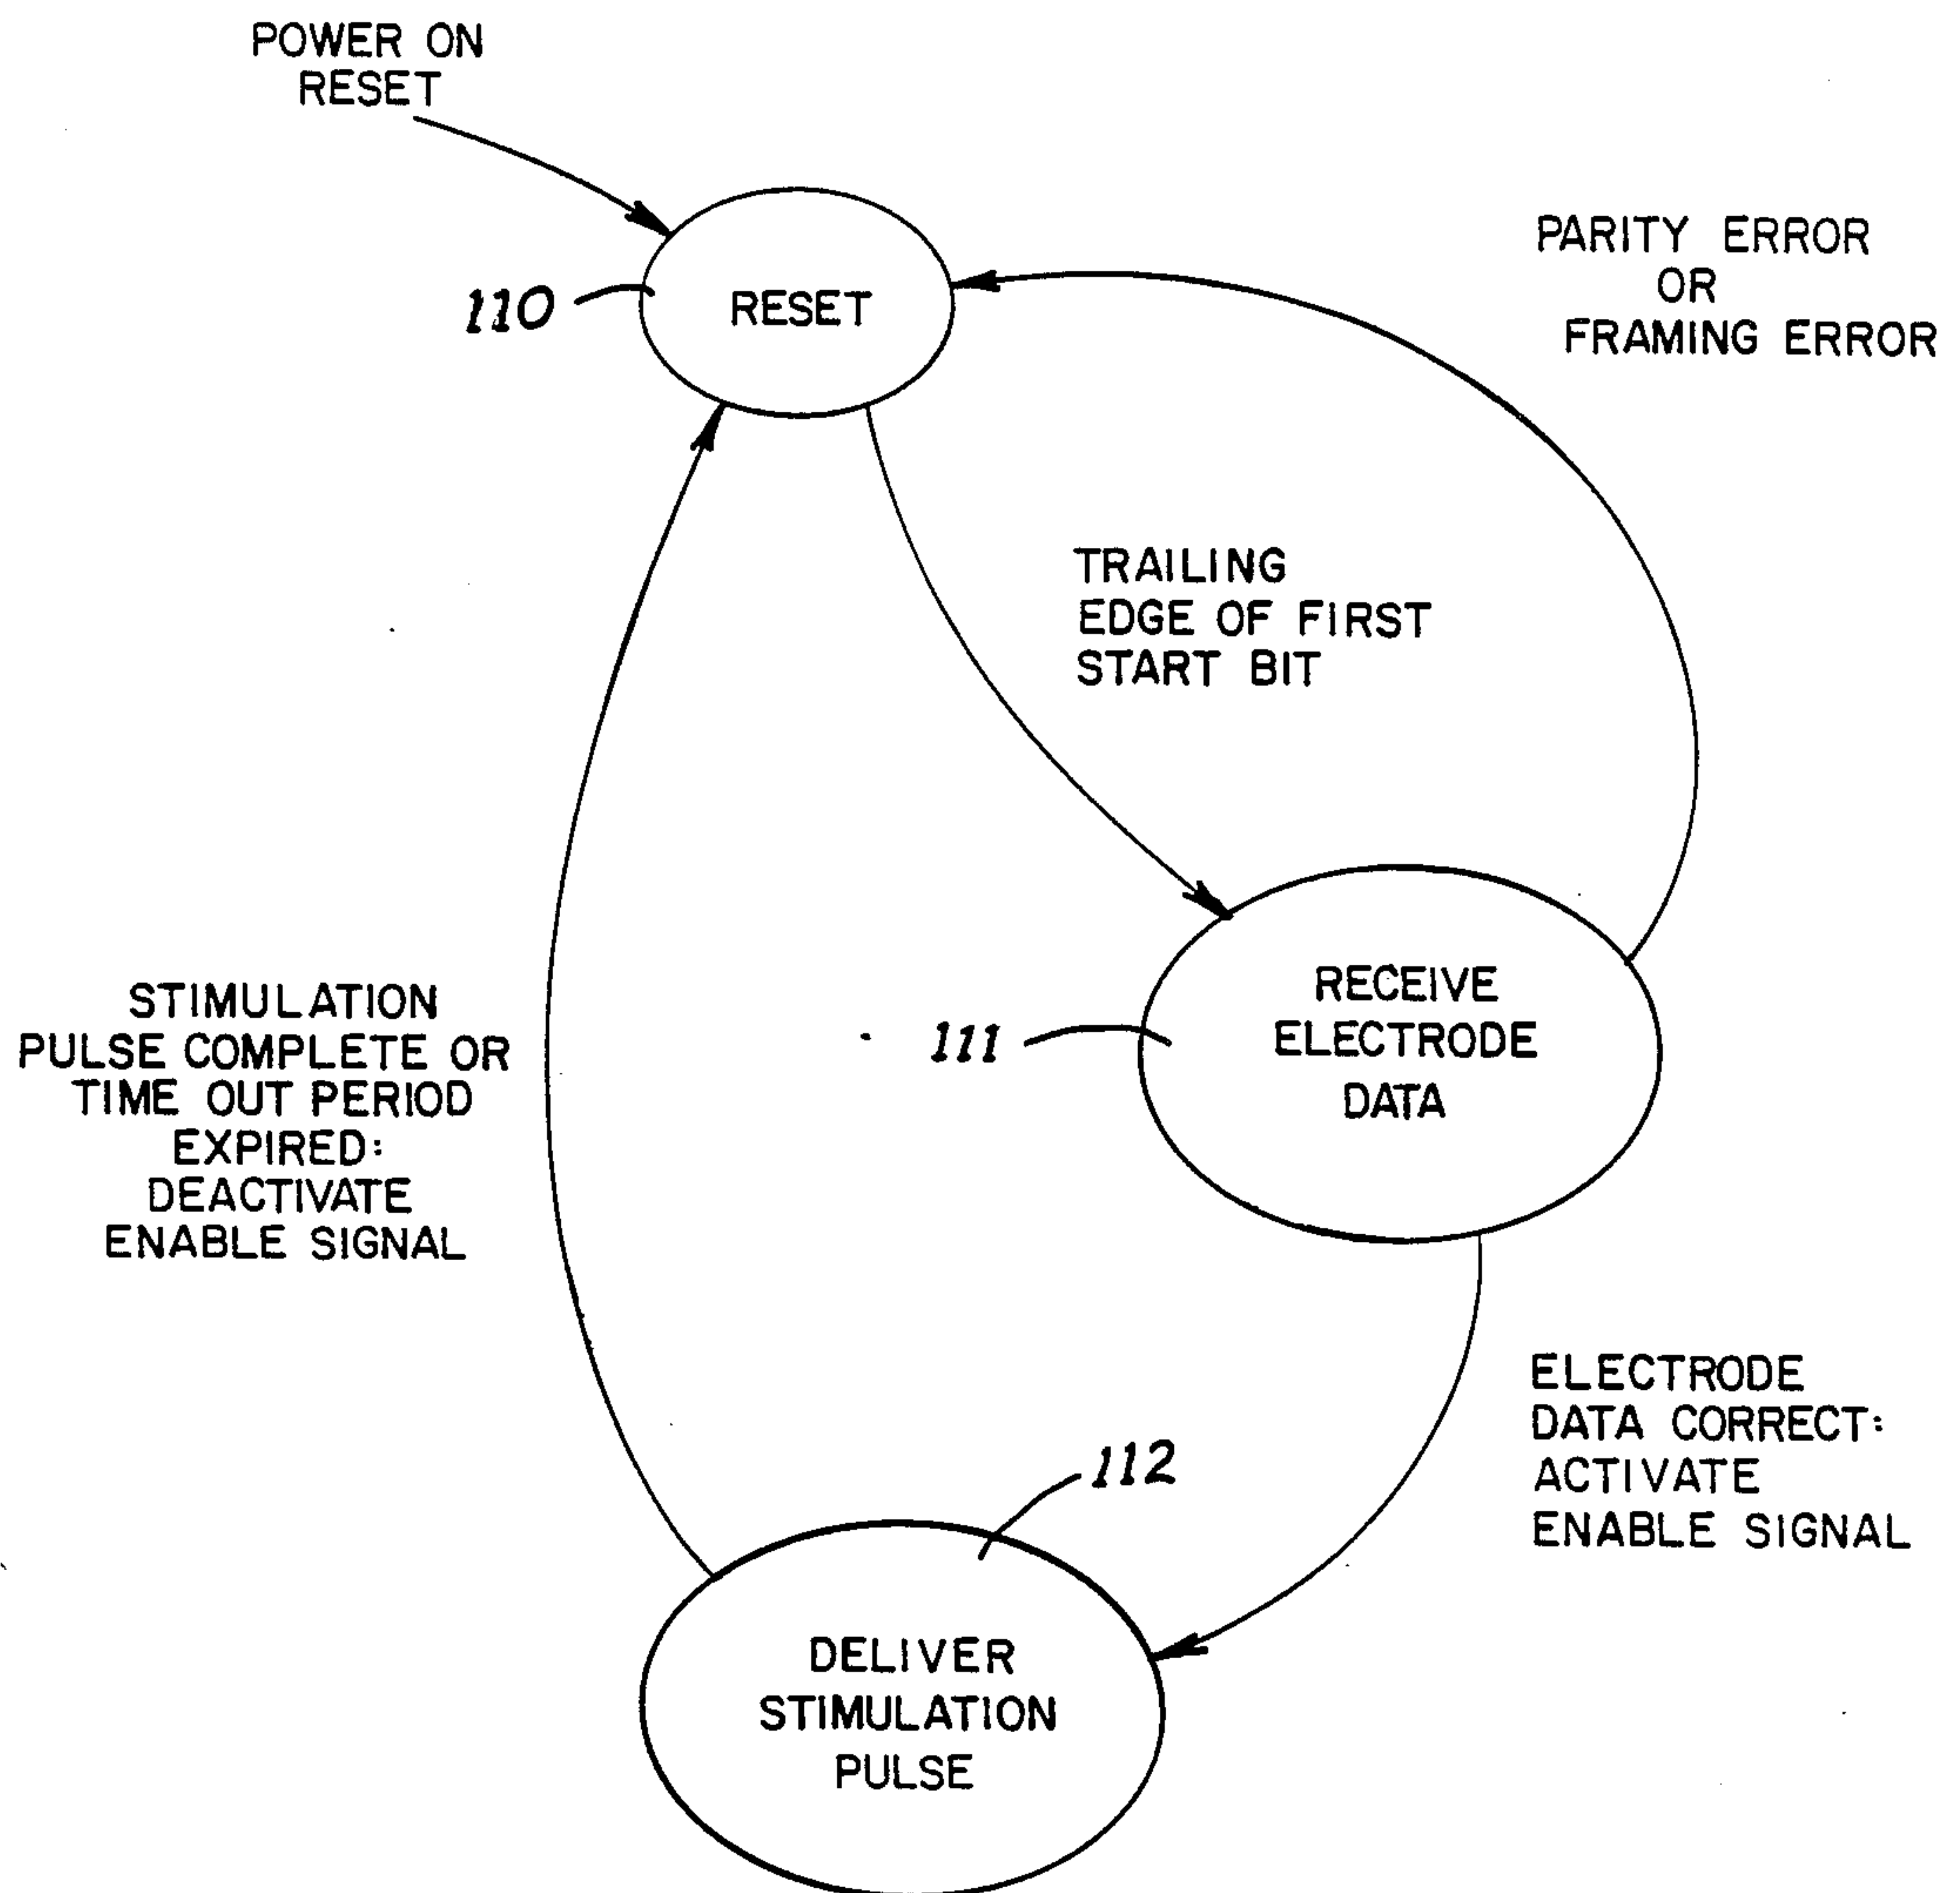 POWER ON
RESET
110
RESET
PARITY ERROR
OR
FRAMING ERROR
TRAILING
EDGE OF FIRST
START BIT
STIMULATION
PULSE COMPLETE OR
TIME OUT PERIOD
EXPIRED:
DEACTIVATE
ENABLE SIGNAL
111
RECEIVE
ELECTRODE
DATA
ELECTRODE
DATA CORRECT:
ACTIVATE
ENABLE SIGNAL
112
DELIVER
STIMULATION
PULSE